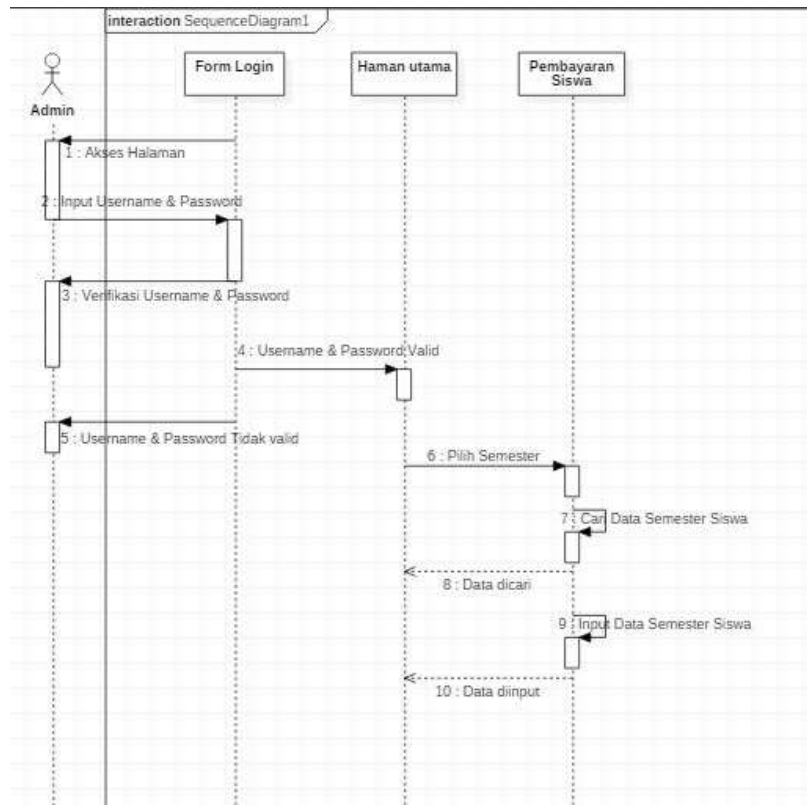 interaction SequenceDiagram1
Form Login
Haman utama
Pembayaran
Siswa
Admin
1 : Akses Halaman
2 : Input Username & Password
3 : Verifikasi Username & Password
4 : Username & Password Valid
5 : Username & Password Tidak valid
6 : Pilih Semester
7 : Cari Data Semester Siswa
8 : Data dicari
9 : Input Data Semester Siswa
10 : Data diinput